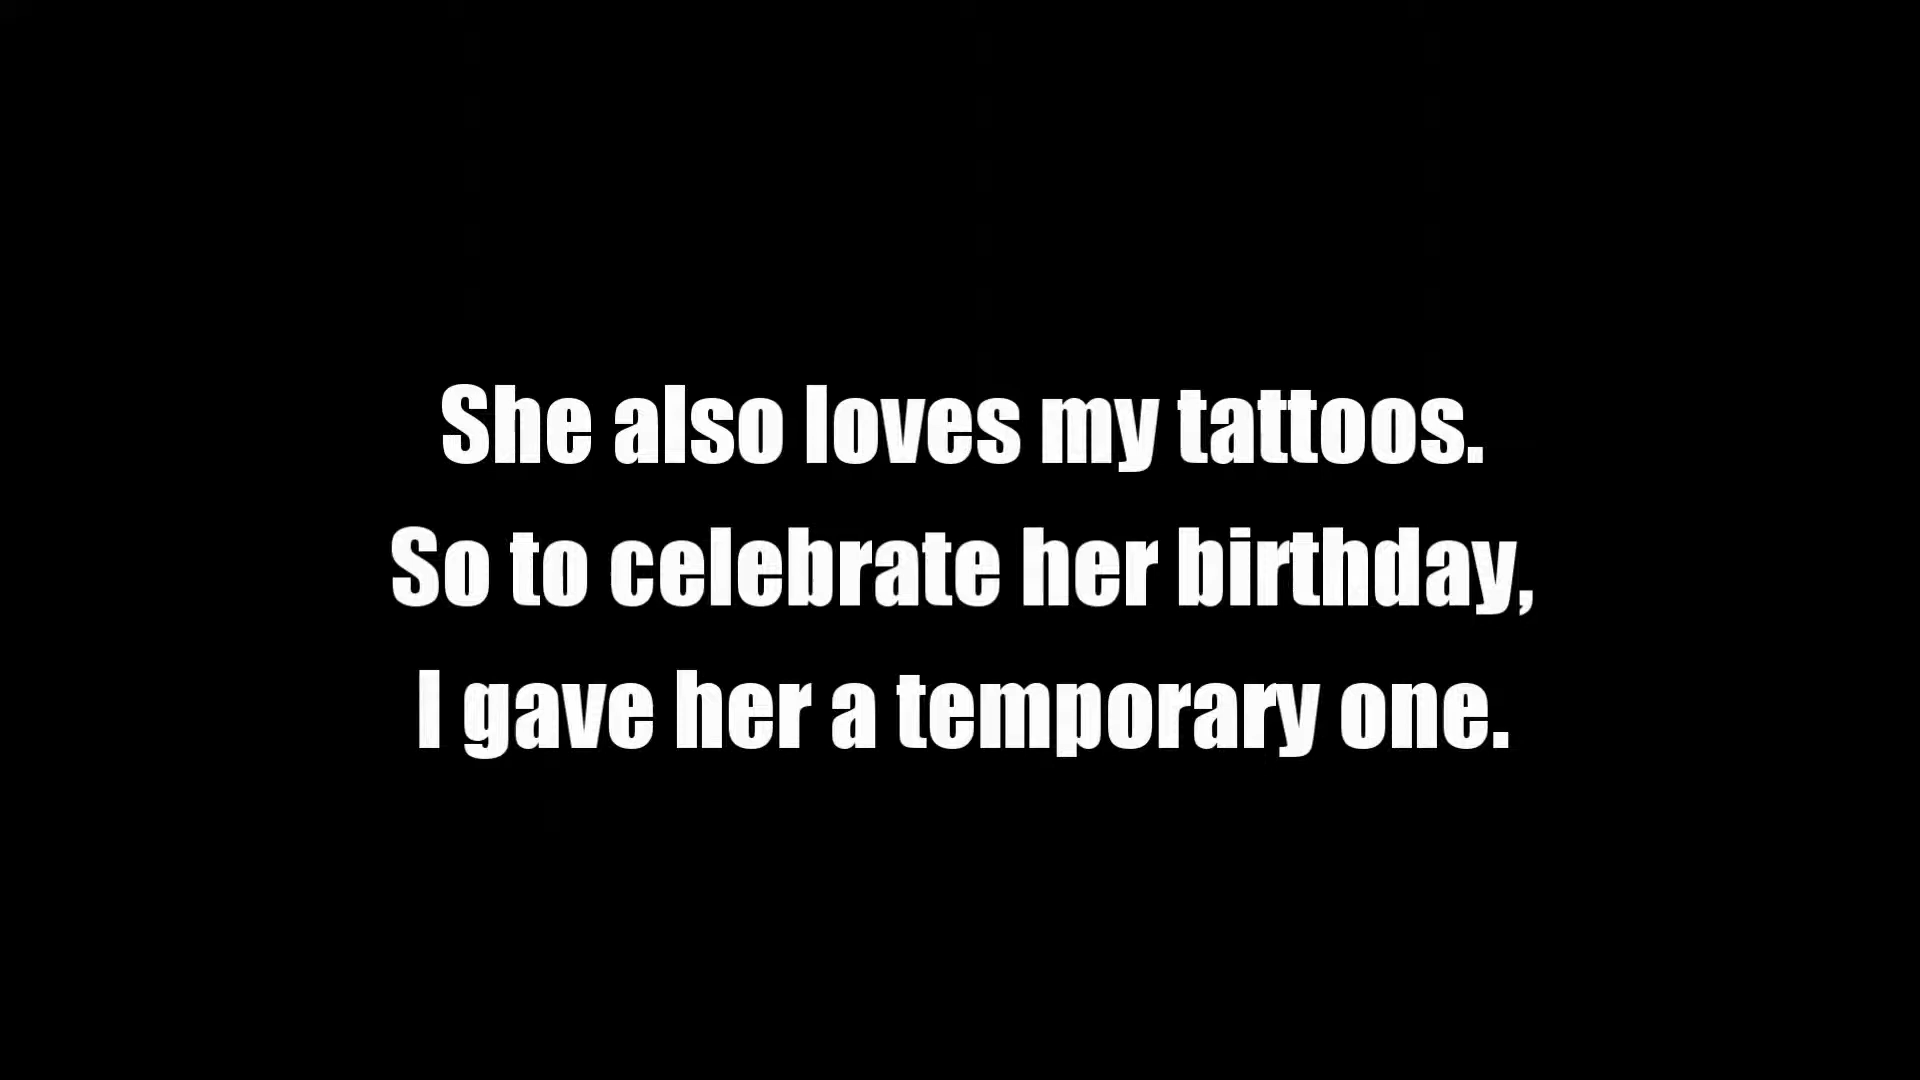 She also loves my tattoos.
So to celebrate her birthday,
I gave her a temporary one.